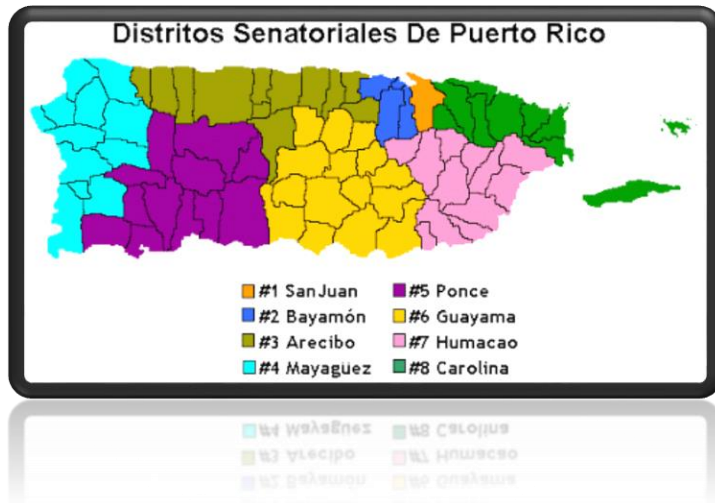 Distritos Senatoriales De Puerto Rico
#1 SanJuan
#2 Bayamón
#3 Arecibo
#4 Mayagüez
#5 Ponce
#6 Guayama
#7 Humacao
#8 Carolina